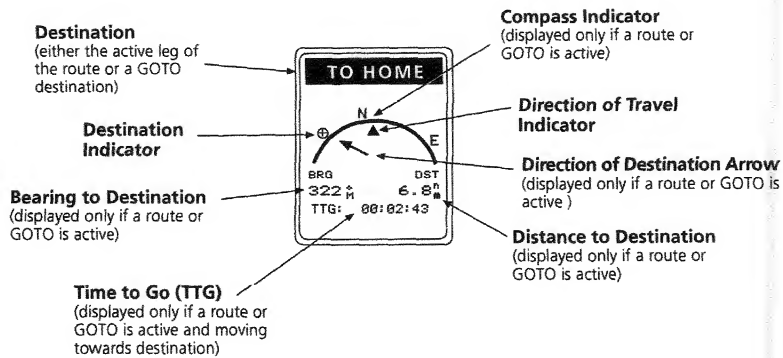 Destination
(either the active leg of
the route or a GOTO
destination)
Destination
Indicator
Bearing to Destination
(displayed only if a route or
GOTO is active)
Time to Go (TTG)
(displayed only if a route or
GOTO is active and moving
towards destination)
TO HOME
N
E
BRG DST
322°M 6.8nm
TTG: 00:02:43
Compass Indicator
(displayed only if a route or
GOTO is active)
Direction of Travel
Indicator
Direction of Destination Arrow
(displayed only if a route or GOTO is
active )
Distance to Destination
(displayed only if a route or
GOTO is active)